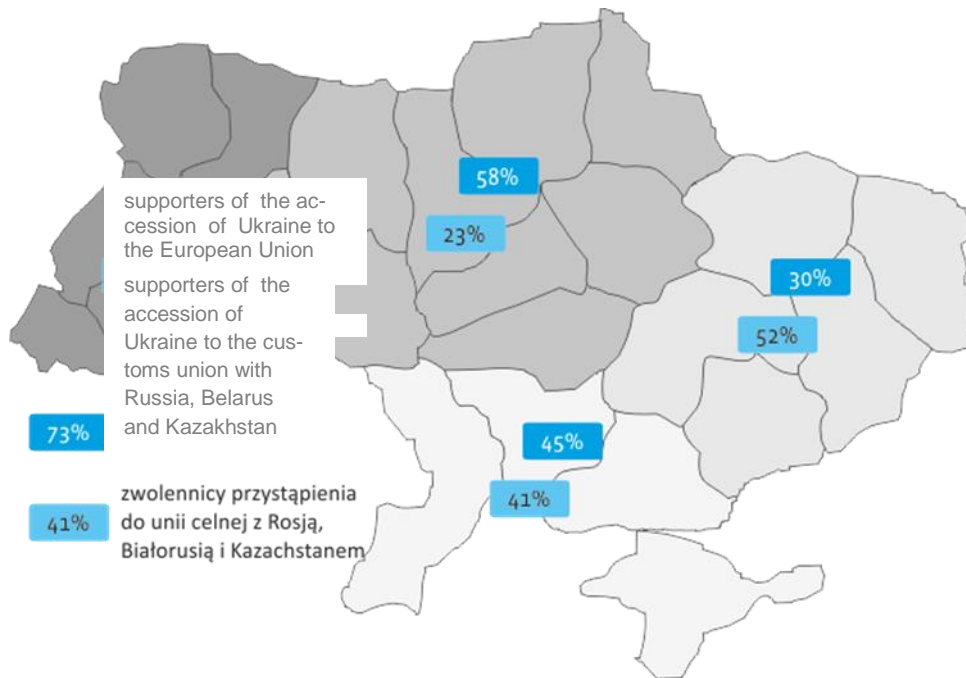 58%
supporters of the ac-
cession of Ukraine to
the European Union
23%
supporters of the
accession of
Ukraine to the cus-
toms union with
Russia, Belarus
and Kazakhstan
30%
52%
73%
45%
41%
zwolennicy przystąpienia
do unii celnej z Rosją,
Białorusią i Kazachstanem
41%